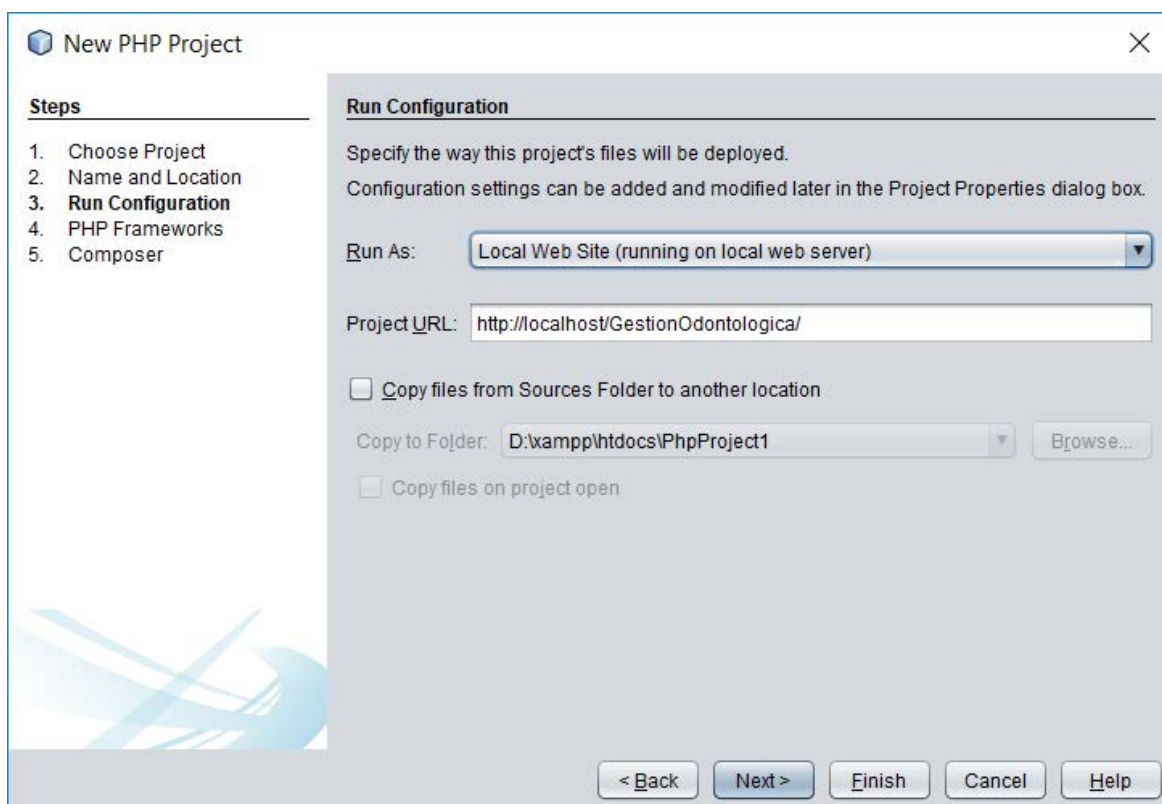 New PHP Project
Steps
1. Choose Project
2. Name and Location
3. Run Configuration
4. PHP Frameworks
5. Composer
Run Configuration
Specify the way this project's files will be deployed.
Configuration settings can be added and modified later in the Project Properties dialog box.
Run As: Local Web Site (running on local web server)
Project URL: http://localhost/GestionOdontologica/
Copy files from Sources Folder to another location
Copy to Folder: D:\xampp\htdocs\PhpProject1 Browse...
Copy files on project open
< Back Next > Finish Cancel Help